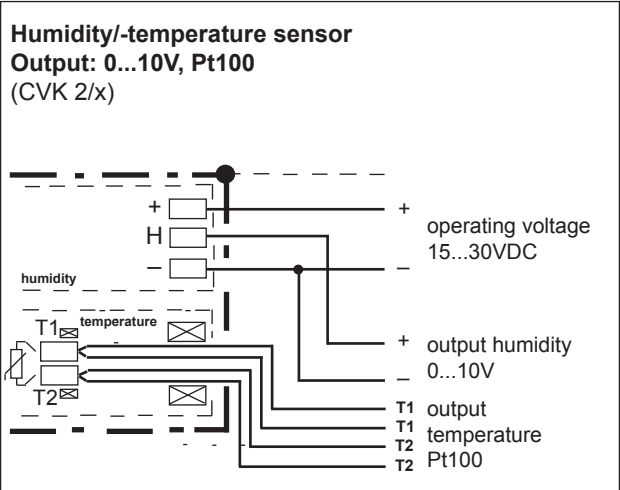 Humidity/-temperature sensor
Output: 0...10V, Pt100
(CVK 2/x)
+
H
–
humidity
T1
temperature
T2
+
operating voltage
15...30VDC
–
+
output humidity
0...10V
–
T1 output
T1
temperature
T2
Pt100
T2